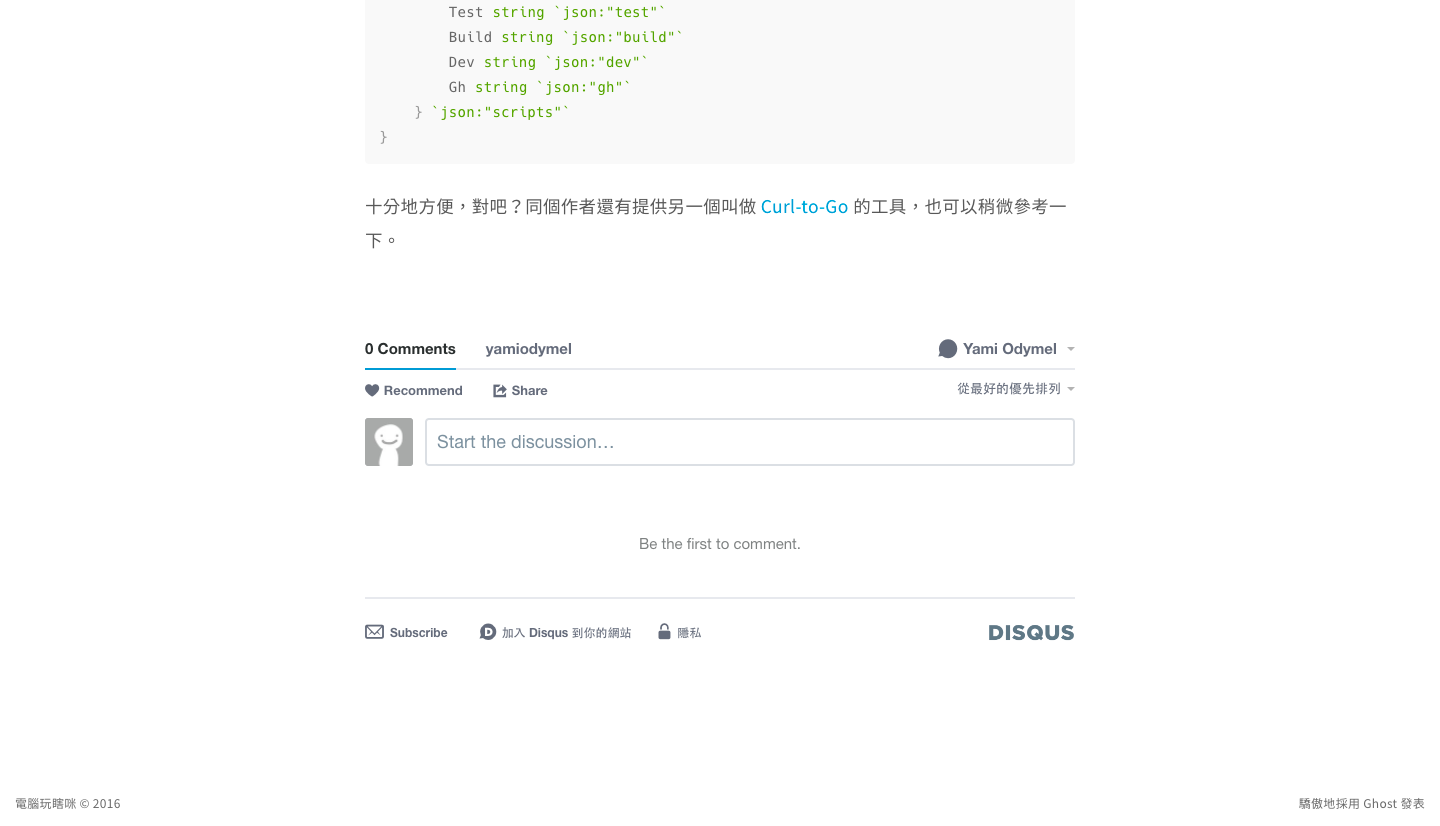 Test string `json:"test"`
Build string `json:"build"`
Dev string `json:"dev"`
Gh string `json:"gh"`
} `json:"scripts"`
}
十分地方便，對吧？同個作者還有提供另一個叫做 Curl-to-Go 的工具，也可以稍微參考一
下。
0 Comments yamiodymel Yami Odymel
Recommend Share 從最好的優先排列
Start the discussion…
Be the first to comment.
Subscribe 加入 Disqus 到你的網站 隱私 DISQUS
電腦玩瞎咪 © 2016 驕傲地採用 Ghost 發表